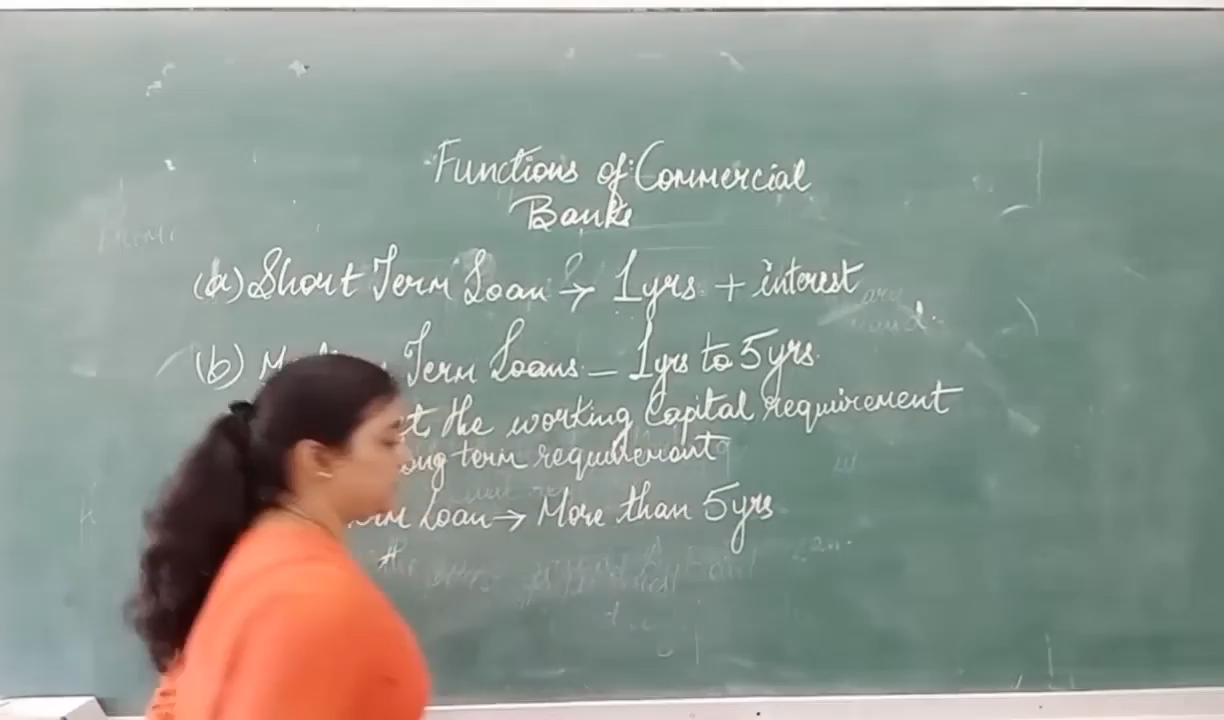 Functions of Commercial
Banks
(a) Short Term Loan → 1yrs + interest
(b) Term Loans - 1yrs to 5yrs.
the working capital requirement
term requirement
Loan → More than 5yrs
the